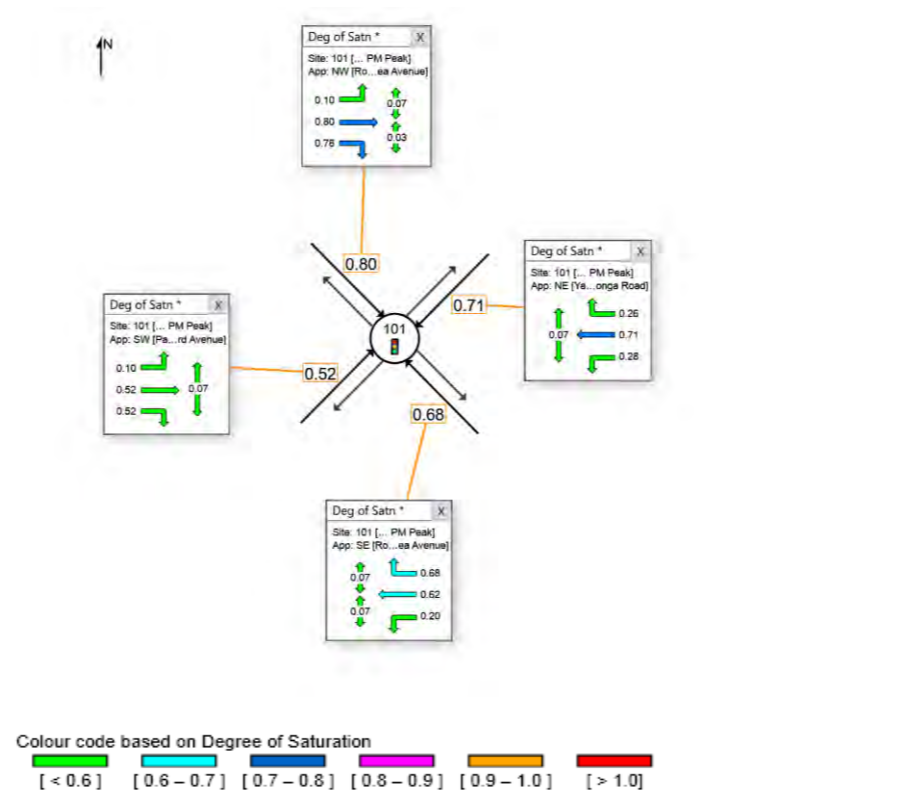 N
Deg of Satn * X
Site: 101 [... PM Peak]
App: NW [Ro...ea Avenue]
0.10
0.07
0.80
0.03
0.78
0.80
Deg of Satn * X
Site: 101 [... PM Peak]
App: NE [Ya...onga Road]
0.26
0.07
0.71
0.28
0.71
Deg of Satn * X
Site: 101 [... PM Peak]
App: SW [Pa...rd Avenue]
0.10
0.52
0.07
0.52
0.52
101
0.68
Deg of Satn * X
Site: 101 [... PM Peak]
App: SE [Ro...ea Avenue]
0.07
0.68
0.62
0.07
0.20
Colour code based on Degree of Saturation
[ < 0.6 ] [ 0.6 – 0.7 ] [ 0.7 – 0.8 ] [ 0.8 – 0.9 ] [ 0.9 – 1.0 ] [ > 1.0]